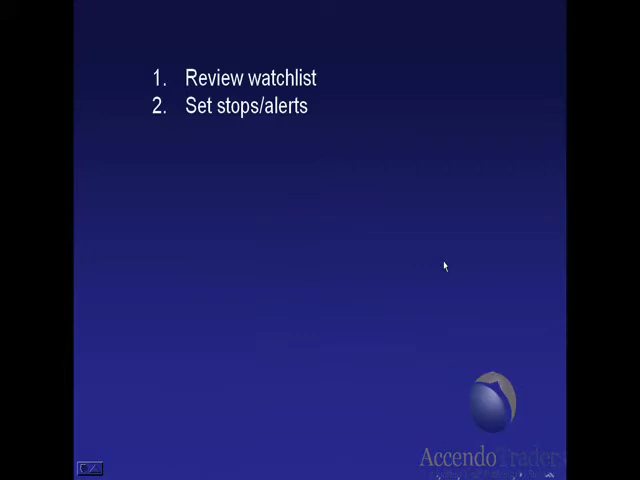 1. Review watchlist
2. Set stops/alerts
AccendoTraders